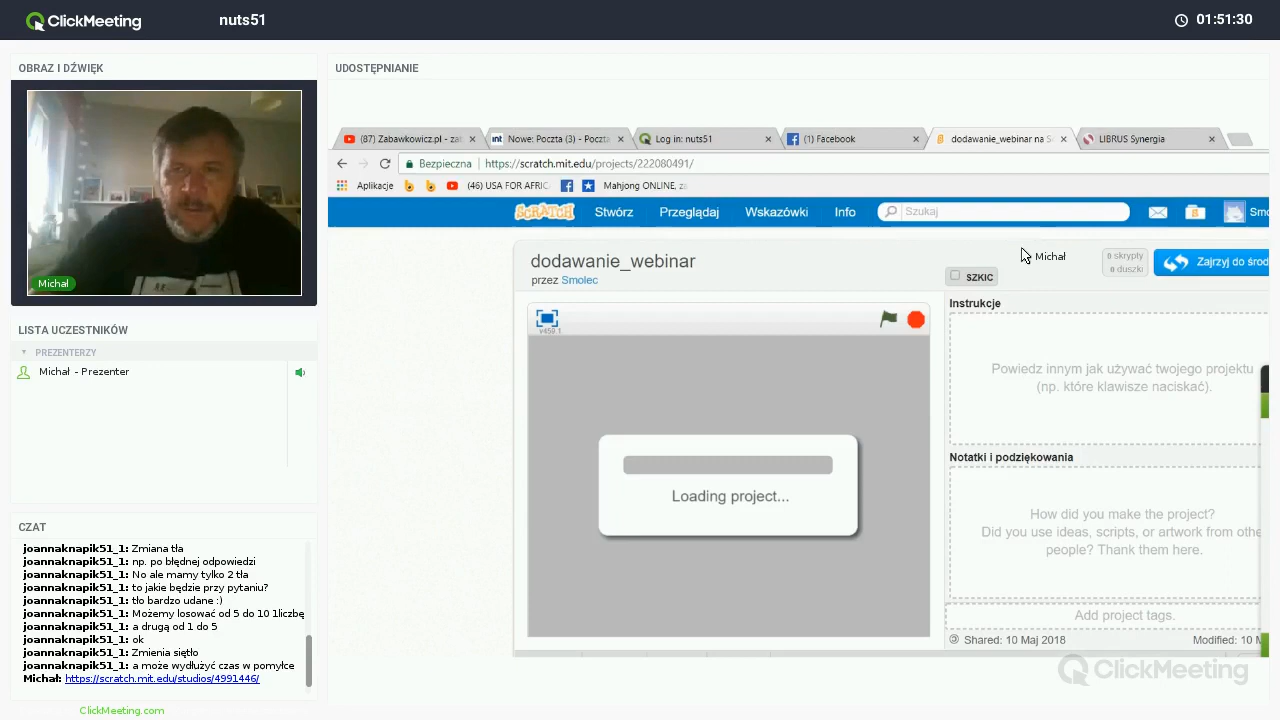 ClickMeeting
nuts51
01:51:30
OBRAZ I DŹWIĘK
Michał
LISTA UCZESTNIKÓW
PREZENTERZY
Michał - Prezenter
CZAT
joannaknapik51_1: Zmiana tła
joannaknapik51_1: np. po błędnej odpowiedzi
joannaknapik51_1: No ale mamy tylko 2 tła
joannaknapik51_1: to jakie będzie przy pytaniu?
joannaknapik51_1: tło bardzo udane :)
joannaknapik51_1: Możemy losować od 5 do 10 1liczbę
joannaknapik51_1: a drugą od 1 do 5
joannaknapik51_1: ok
joannaknapik51_1: Zmienia siętło
joannaknapik51_1: a może wydłużyć czas w pomyłce
Michał: https://scratch.mit.edu/studios/4991446/
ClickMeeting.com
UDOSTĘPNIANIE
(87) Zabawkowicz.pl - za
Nowe: Poczta (3) - Poczt
Log in: nuts51
(1) Facebook
dodawanie_webinar na S
LIBRUS Synergia
Bezpieczna
https://scratch.mit.edu/projects/222080491/
Aplikacje
(46) USA FOR AFRIC
Mahjong ONLINE, za
SCRATCH
Stwórz
Przeglądaj
Wskazówki
Info
Szukaj
Smo
dodawanie_webinar
przez Smolec
Michał
SZKIC
0 skrypty
0 duszki
Zajrzyj do śro
v459.1
Loading project...
Instrukcje
Powiedz innym jak używać twojego projektu
(np. które klawisze naciskać).
Notatki i podziękowania
How did you make the project?
Did you use ideas, scripts, or artwork from othe
people? Thank them here.
Add project tags.
Shared: 10 Maj 2018
Modified: 10 M
ClickMeeting